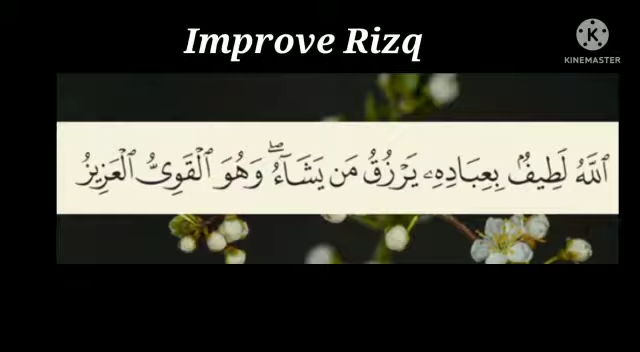 Improve Rizq
K
KINEMASTER
ٱللَّهُ لَطِيفٌۢ بِعِبَادِهِۦ يَرْزُقُ مَن يَشَآءُ ۖ وَهُوَ ٱلْقَوِىُّ ٱلْعَزِيزُ